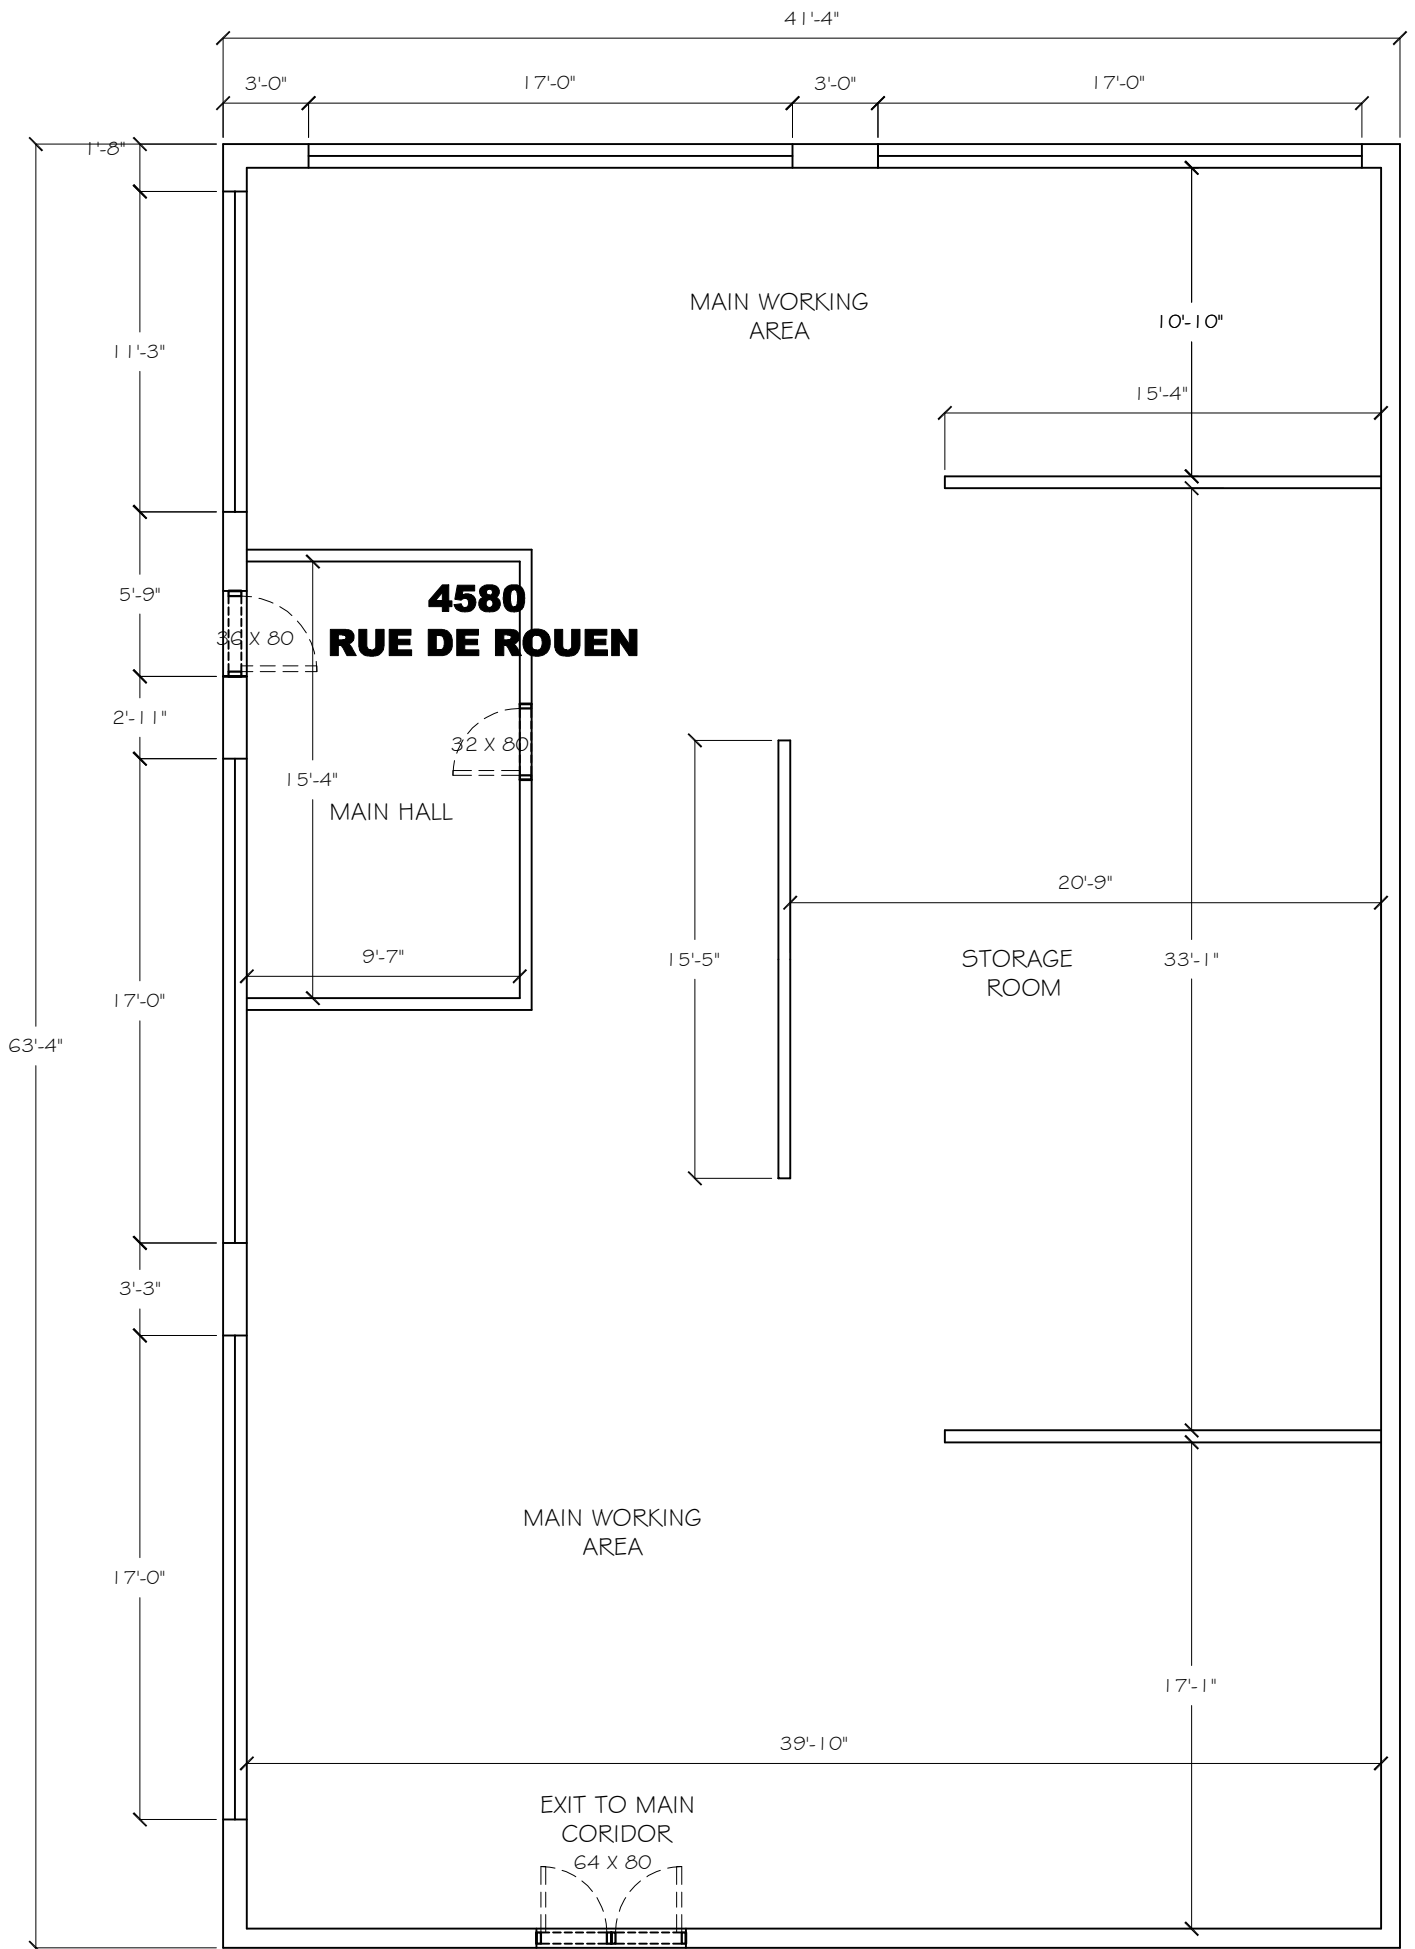 41'-4"
3'-0"
17'-0"
3'-0"
17'-0"
1'-8"
MAIN WORKING
AREA
10'-10"
11'-3"
15'-4"
4580
RUE DE ROUEN
5'-9"
36 X 80
2'-11"
32 X 80
15'-4"
MAIN HALL
20'-9"
9'-7"
15'-5"
STORAGE
ROOM
33'-1"
17'-0"
63'-4"
3'-3"
MAIN WORKING
AREA
17'-0"
17'-1"
39'-10"
EXIT TO MAIN
CORIDOR
64 X 80